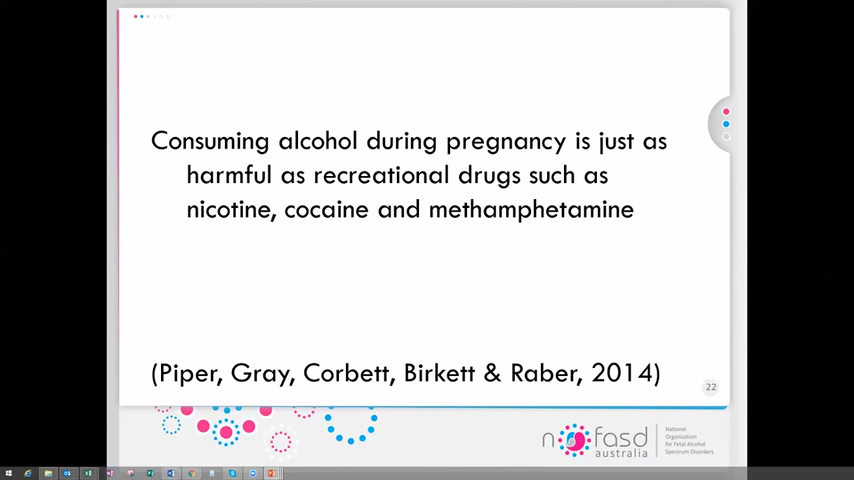 Consuming alcohol during pregnancy is just as
harmful as recreational drugs such as
nicotine, cocaine and methamphetamine
(Piper, Gray, Corbett, Birkett & Raber, 2014)
22
nofasd
australia
National
Organisation
for Fetal Alcohol
Spectrum Disorders